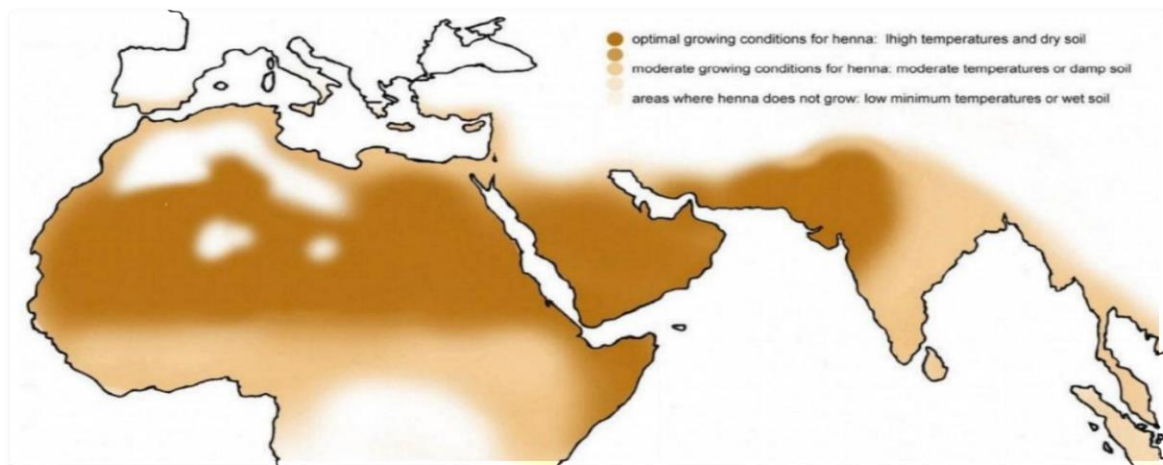 optimal growing conditions for henna: lhigh temperatures and dry soil
moderate growing conditions for henna: moderate temperatures or damp soil
areas where henna does not grow: low minimum temperatures or wet soil